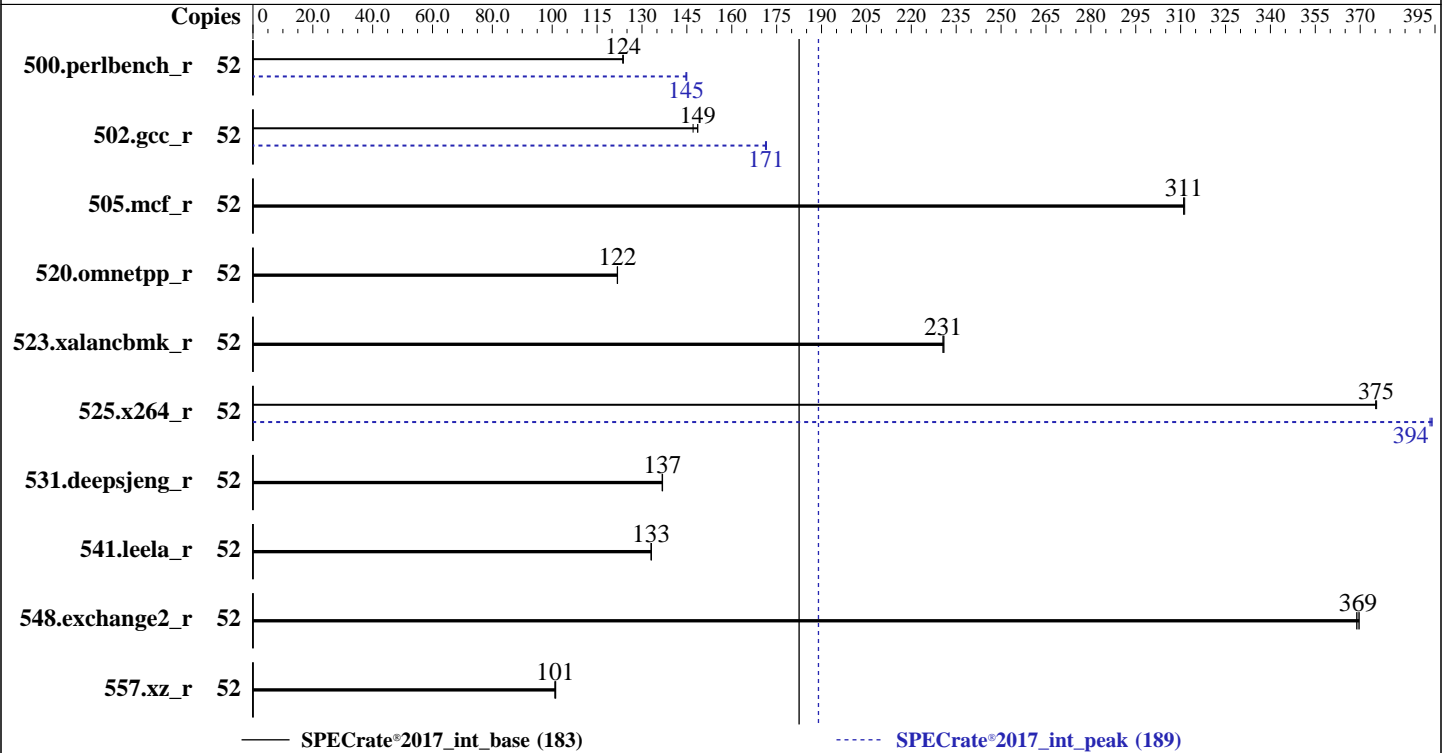 Copies 0 20.0 40.0 60.0 80.0 100 115 130 145 160 175 190 205 220 235 250 265 280 295 310 325 340 355 370 395
500.perlbench_r 52 124
145
502.gcc_r 52 149
171
505.mcf_r 52 311
520.omnetpp_r 52 122
523.xalancbmk_r 52 231
525.x264_r 52 375
394
531.deepsjeng_r 52 137
541.leela_r 52 133
548.exchange2_r 52 369
557.xz_r 52 101
SPECrate®2017_int_base (183) SPECrate®2017_int_peak (189)